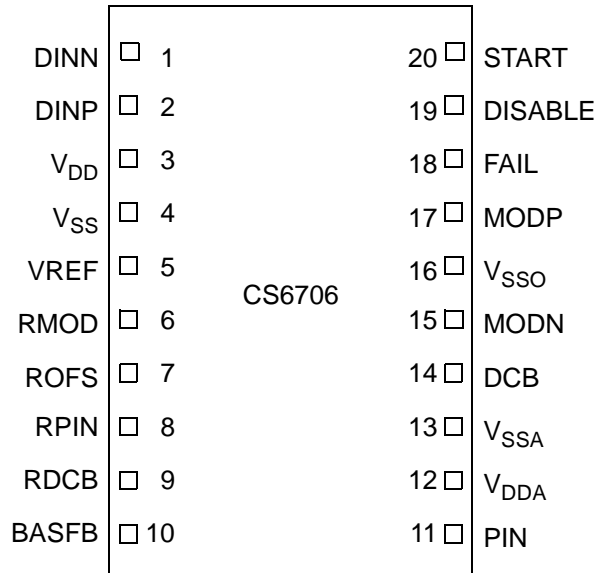 DINN 1 20 START
DINP 2 19 DISABLE
VDD 3 18 FAIL
VSS 4 17 MODP
VREF 5 16 VSSO
CS6706
RMOD 6 15 MODN
ROFS 7 14 DCB
RPIN 8 13 VSSA
RDCB 9 12 VDDA
BASFB 10 11 PIN